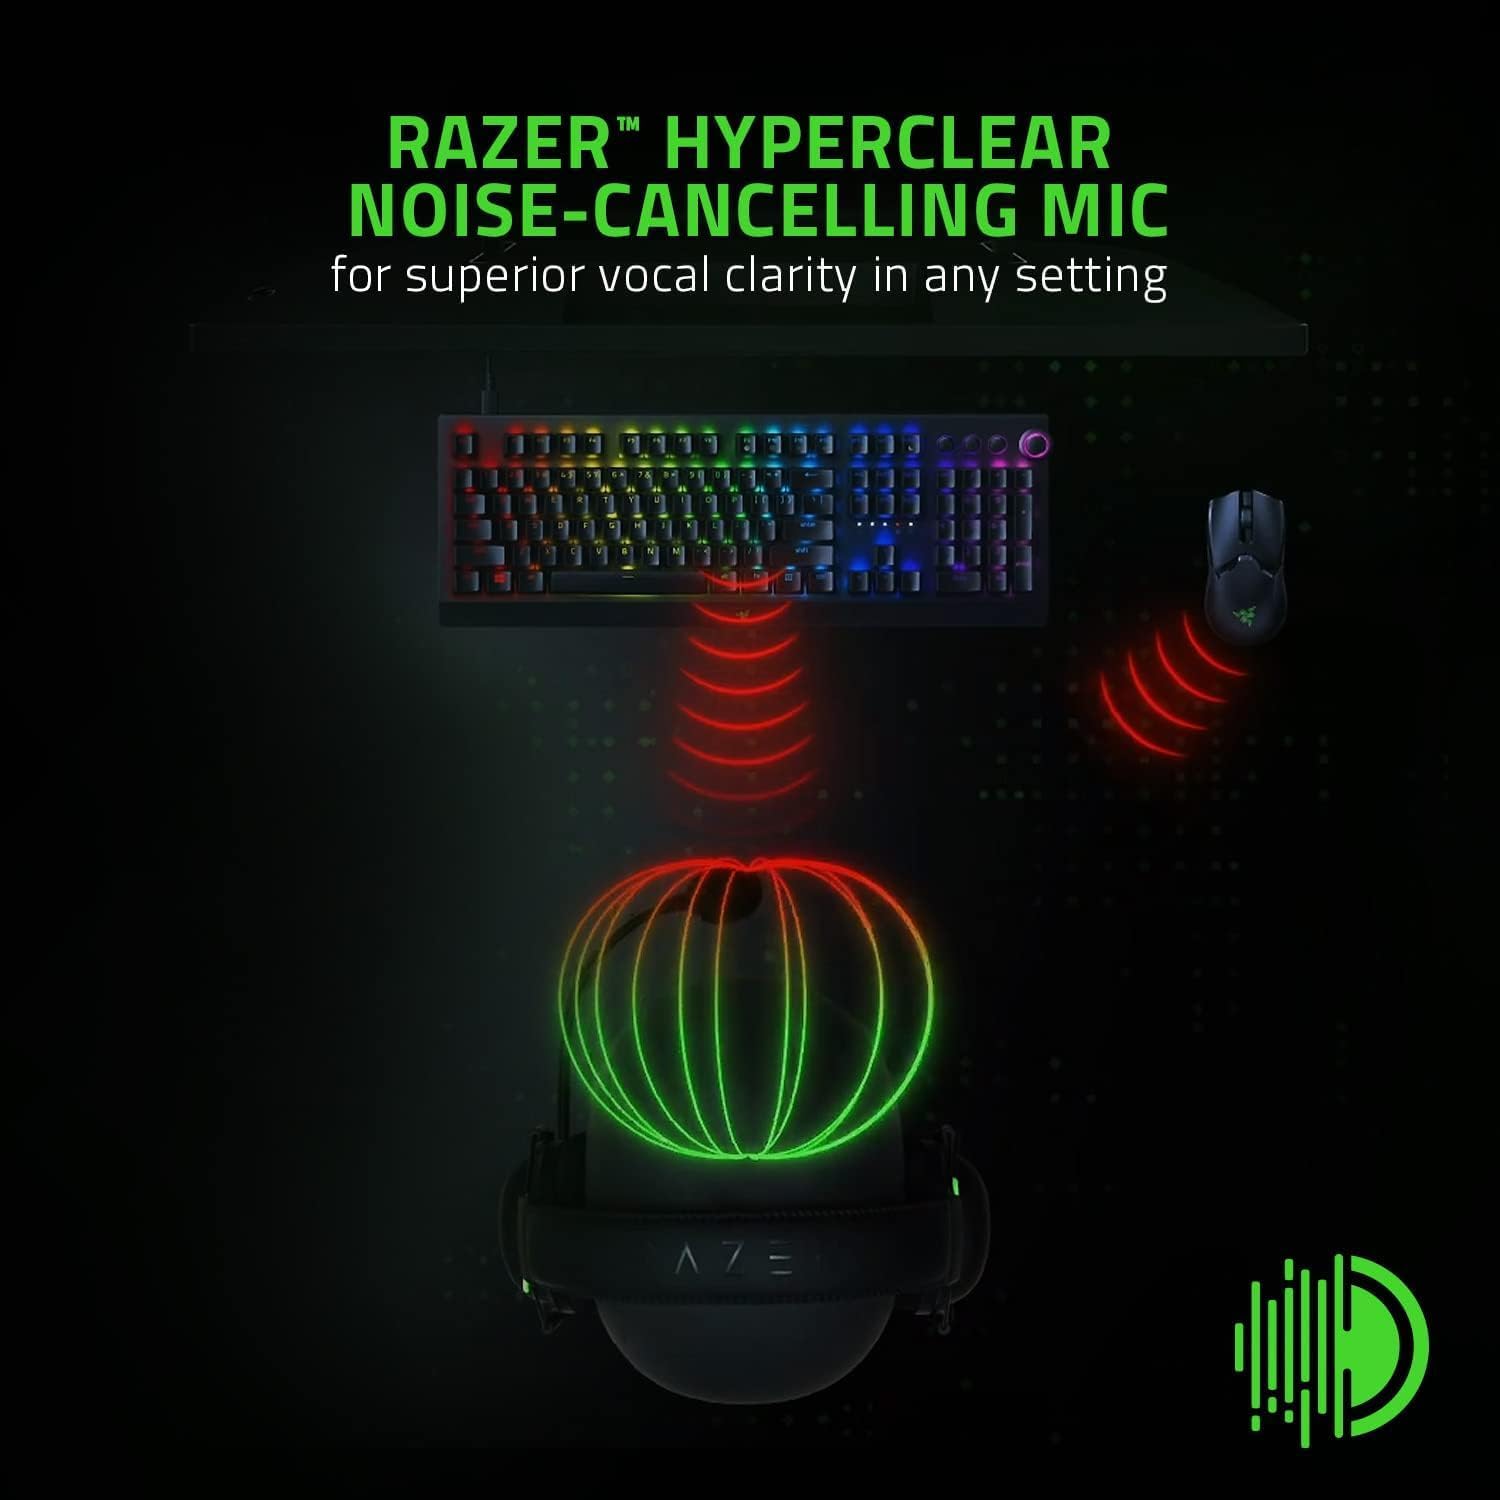 RAZER™ HYPERCLEAR
NOISE-CANCELLING MIC
for superior vocal clarity in any setting